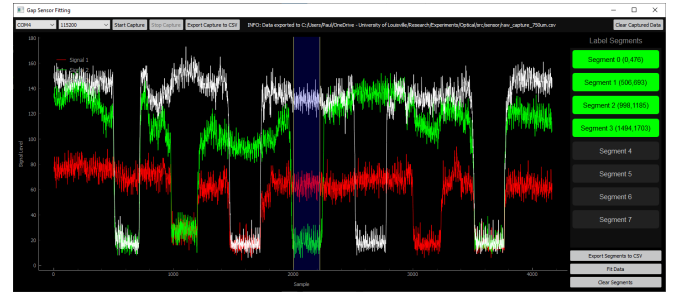 Gap Sensor Fitting
COM4 115200 Start Capture Stop Capture Export Capture to CSV INFO: Data exported to C:/Users/Paul/OneDrive - University of Louisville/Research/Experiments/Optical/src/sensor/raw_capture_750um.csv Clear Captured Data
Label Segments
Segment 0 (0,476)
Segment 1 (506,693)
Segment 2 (998,1185)
Segment 3 (1494,1703)
Segment 4
Segment 5
Segment 6
Segment 7
Export Segments to CSV
Fit Data
Clear Segments
Signal 1
180
160
140
120
100
80
60
40
20
0
Signal Level
0 1000 2000 3000 4000
Sample